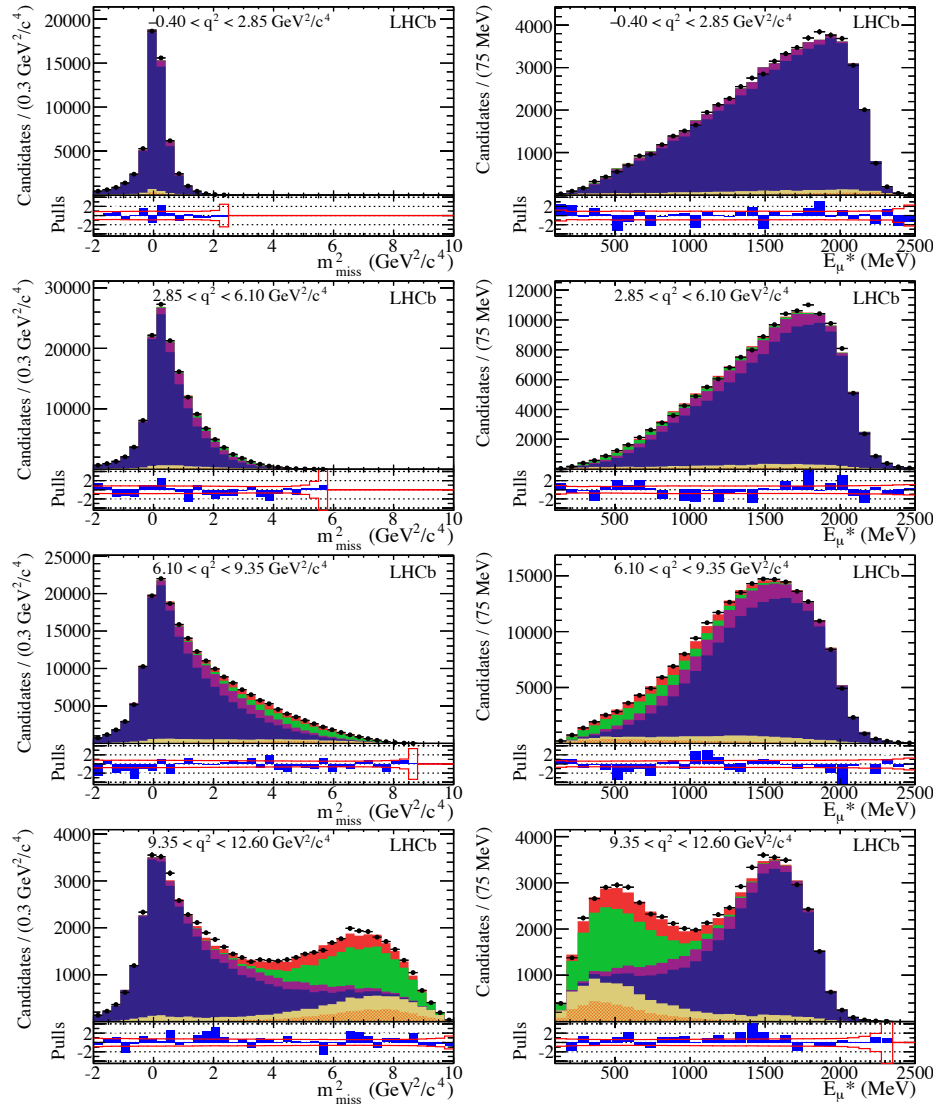 −0.40 < q² < 2.85 GeV²/c⁴
LHCb
Candidates / (0.3 GeV²/c⁴)
15000
10000
5000
Pulls
2
-2
-2 0 2 4 6 8 10
m²miss (GeV²/c⁴)
−0.40 < q² < 2.85 GeV²/c⁴
LHCb
Candidates / (75 MeV)
4000
2000
1000
Pulls
2
-2
500 1000 1500 2000 2500
Eμ* (MeV)
2.85 < q² < 6.10 GeV²/c⁴
LHCb
Candidates / (0.3 GeV²/c⁴)
30000
20000
10000
Pulls
2
-2
-2 0 2 4 6 8 10
m²miss (GeV²/c⁴)
2.85 < q² < 6.10 GeV²/c⁴
LHCb
Candidates / (75 MeV)
12000
10000
8000
6000
4000
2000
Pulls
2
-2
500 1000 1500 2000 2500
Eμ* (MeV)
6.10 < q² < 9.35 GeV²/c⁴
LHCb
Candidates / (0.3 GeV²/c⁴)
25000
20000
15000
10000
5000
Pulls
2
-2
-2 0 2 4 6 8 10
m²miss (GeV²/c⁴)
6.10 < q² < 9.35 GeV²/c⁴
LHCb
Candidates / (75 MeV)
15000
10000
5000
Pulls
2
-2
500 1000 1500 2000 2500
Eμ* (MeV)
9.35 < q² < 12.60 GeV²/c⁴
LHCb
Candidates / (0.3 GeV²/c⁴)
4000
3000
2000
1000
Pulls
2
-2
-2 0 2 4 6 8 10
m²miss (GeV²/c⁴)
9.35 < q² < 12.60 GeV²/c⁴
LHCb
Candidates / (75 MeV)
4000
3000
2000
1000
Pulls
2
-2
500 1000 1500 2000 2500
Eμ* (MeV)